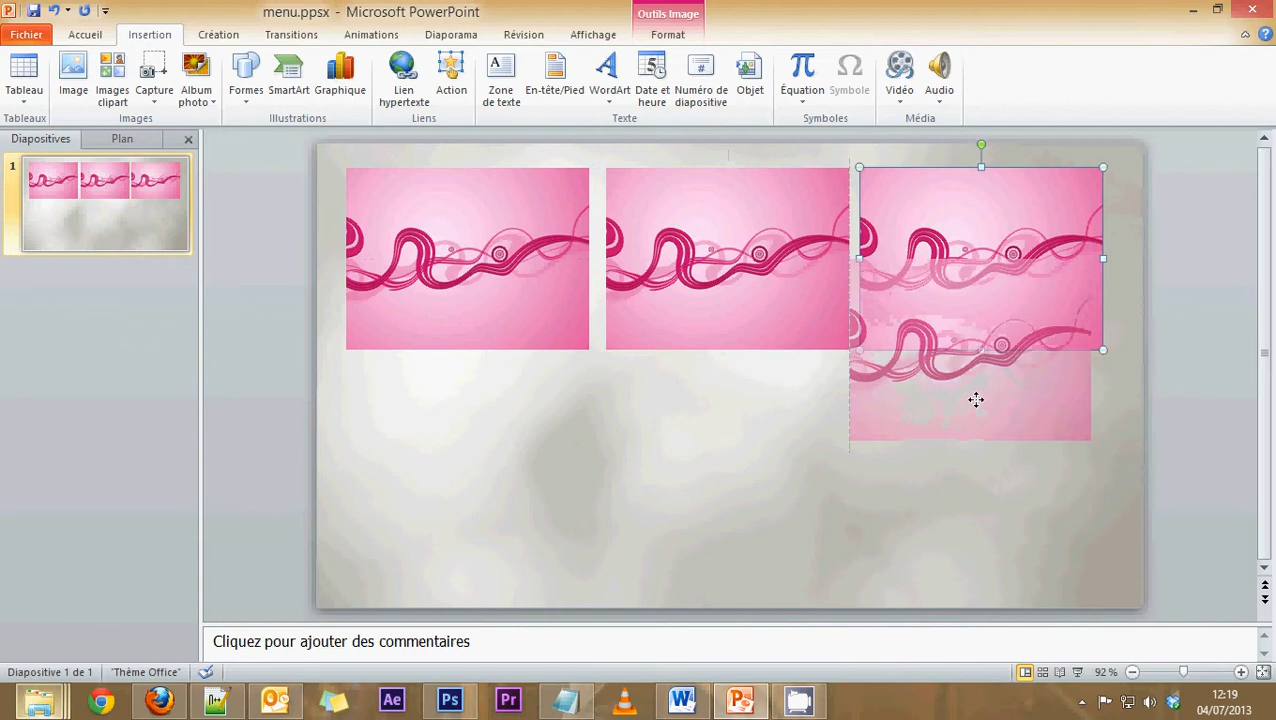 menu.ppsx - Microsoft PowerPoint
Outils Image
Fichier Accueil Insertion Création Transitions Animations Diaporama Révision Affichage Format
Tableau Image Images clipart Capture Album photo Formes SmartArt Graphique Lien hypertexte Action Zone de texte En-tête/Pied WordArt Date et heure Numéro de diapositive Objet Équation Symbole Vidéo Audio
Tableaux Images Illustrations Liens Texte Symboles Média
Diapositives Plan
1
Cliquez pour ajouter des commentaires
Diapositive 1 de 1 "Thème Office" 92 %
Ae Ps Pr W P
12:19
04/07/2013